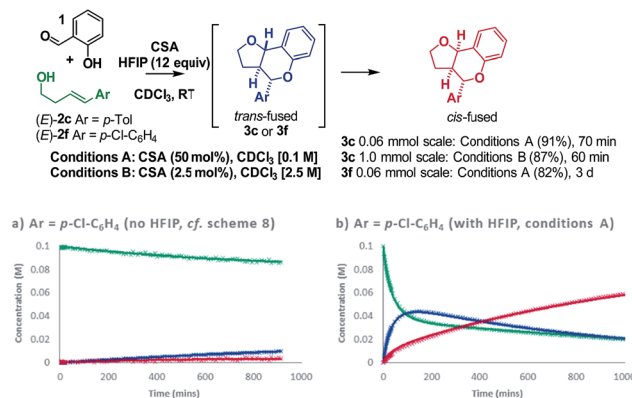 1
O
OH
+
HO
Ar
(E)-2c Ar = p-Tol
(E)-2f Ar = p-Cl-C6H4
CSA
HFIP (12 equiv)
CDCl3, RT
O H
H
O
Ar
trans-fused
3c or 3f
O H
H
O
Ar
cis-fused
Conditions A: CSA (50 mol%), CDCl3 [0.1 M]
Conditions B: CSA (2.5 mol%), CDCl3 [2.5 M]
3c 0.06 mmol scale: Conditions A (91%), 70 min
3c 1.0 mmol scale: Conditions B (87%), 60 min
3f 0.06 mmol scale: Conditions A (82%), 3 d
a) Ar = p-Cl-C6H4 (no HFIP, cf. scheme 8)
Concentration (M)
0.1
0.08
0.06
0.04
0.02
0
0 200 400 600 800 1000
Time (mins)
b) Ar = p-Cl-C6H4 (with HFIP, conditions A)
Concentration (M)
0.1
0.08
0.06
0.04
0.02
0
0 200 400 600 800 1000
Time (mins)